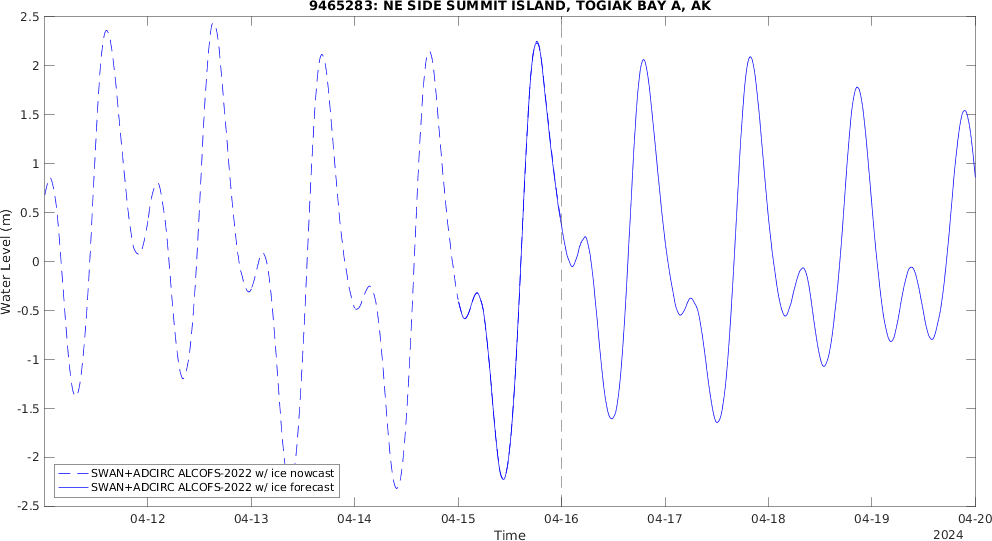 9465283: NE SIDE SUMMIT ISLAND, TOGIAK BAY A, AK
2.5
2
1.5
1
0.5
0
-0.5
-1
-1.5
-2
-2.5
Water Level (m)
SWAN+ADCIRC ALCOFS-2022 w/ ice nowcast
SWAN+ADCIRC ALCOFS-2022 w/ ice forecast
04-12 04-13 04-14 04-15 04-16 04-17 04-18 04-19 04-20
Time
2024